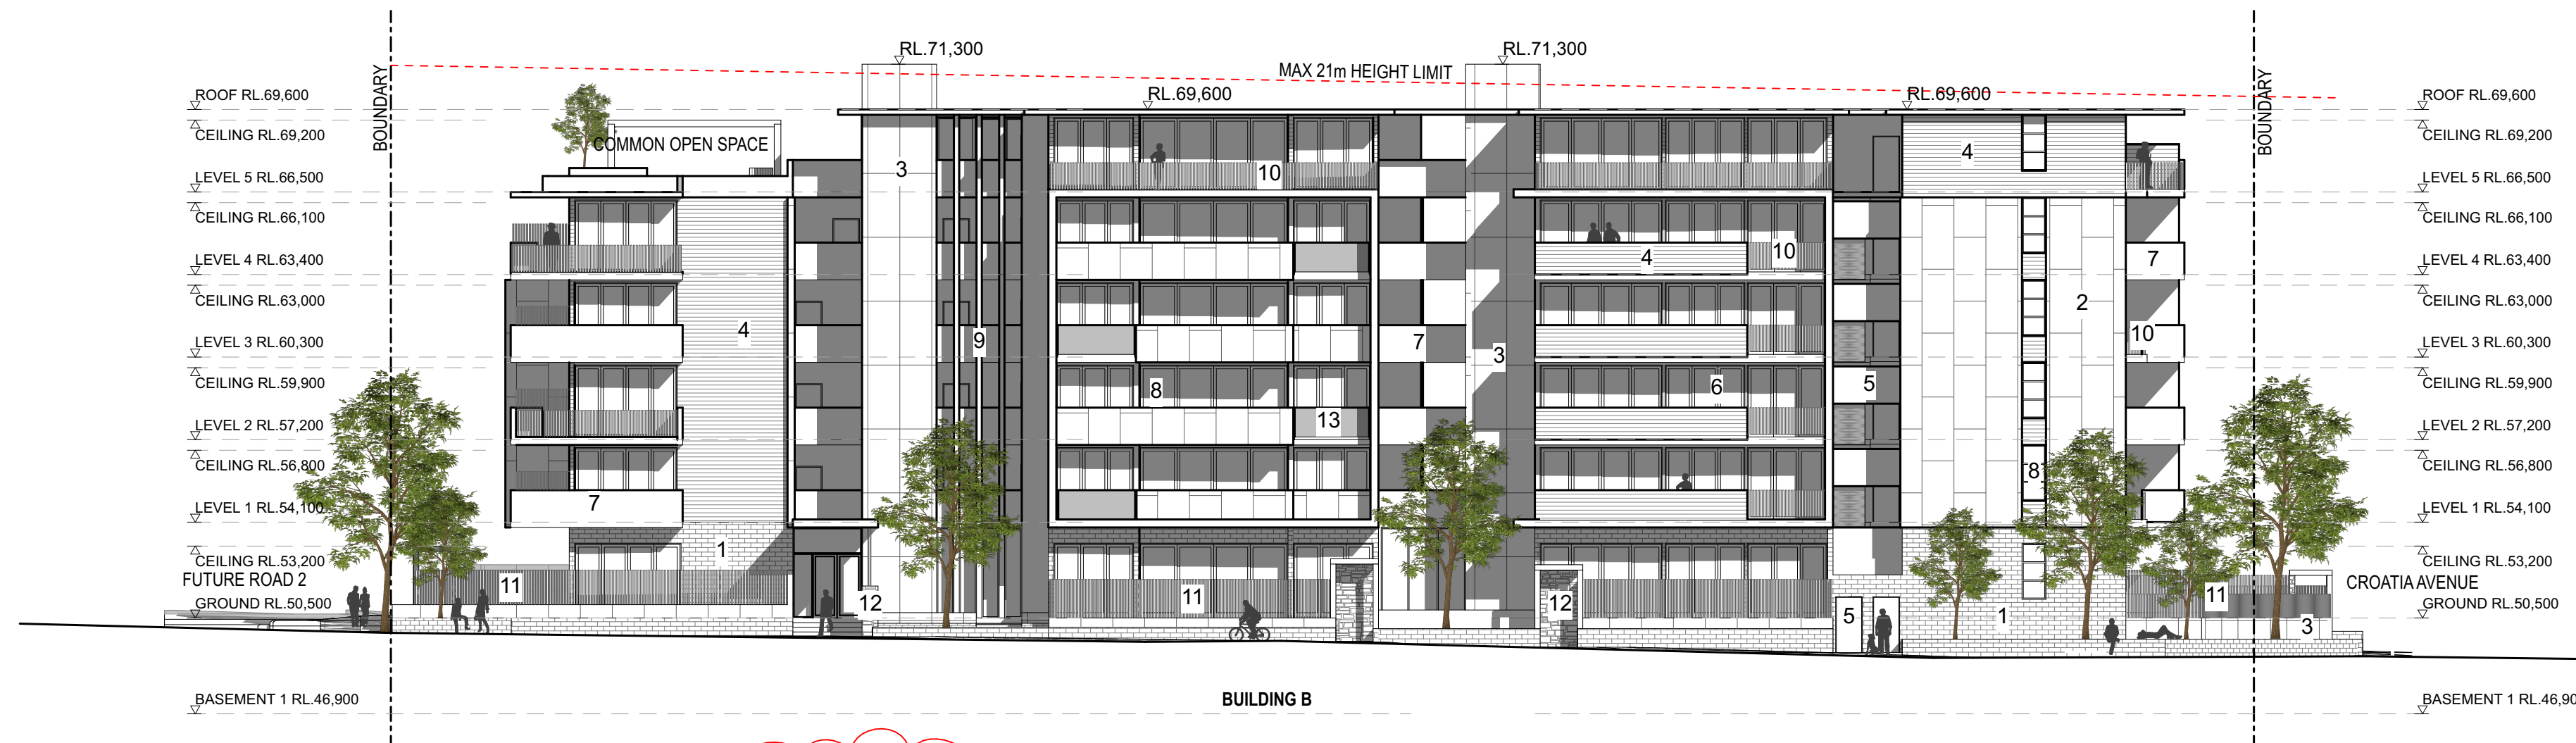 RL.71,300
RL.71,300
MAX 21m HEIGHT LIMIT
BOUNDARY
BOUNDARY
ROOF RL.69,600
RL.69,600
RL.69,600
ROOF RL.69,600
CEILING RL.69,200
COMMON OPEN SPACE
CEILING RL.69,200
3
4
10
LEVEL 5 RL.66,500
LEVEL 5 RL.66,500
CEILING RL.66,100
CEILING RL.66,100
LEVEL 4 RL.63,400
4
10
7
LEVEL 4 RL.63,400
CEILING RL.63,000
2
CEILING RL.63,000
LEVEL 3 RL.60,300
4
9
7
3
10
LEVEL 3 RL.60,300
CEILING RL.59,900
8
6
5
CEILING RL.59,900
LEVEL 2 RL.57,200
13
LEVEL 2 RL.57,200
CEILING RL.56,800
8
CEILING RL.56,800
LEVEL 1 RL.54,100
7
LEVEL 1 RL.54,100
1
CEILING RL.53,200
CEILING RL.53,200
FUTURE ROAD 2
11
11
11
CROATIA AVENUE
GROUND RL.50,500
12
12
5
1
3
GROUND RL.50,500
BASEMENT 1 RL.46,900
BUILDING B
BASEMENT 1 RL.46,90